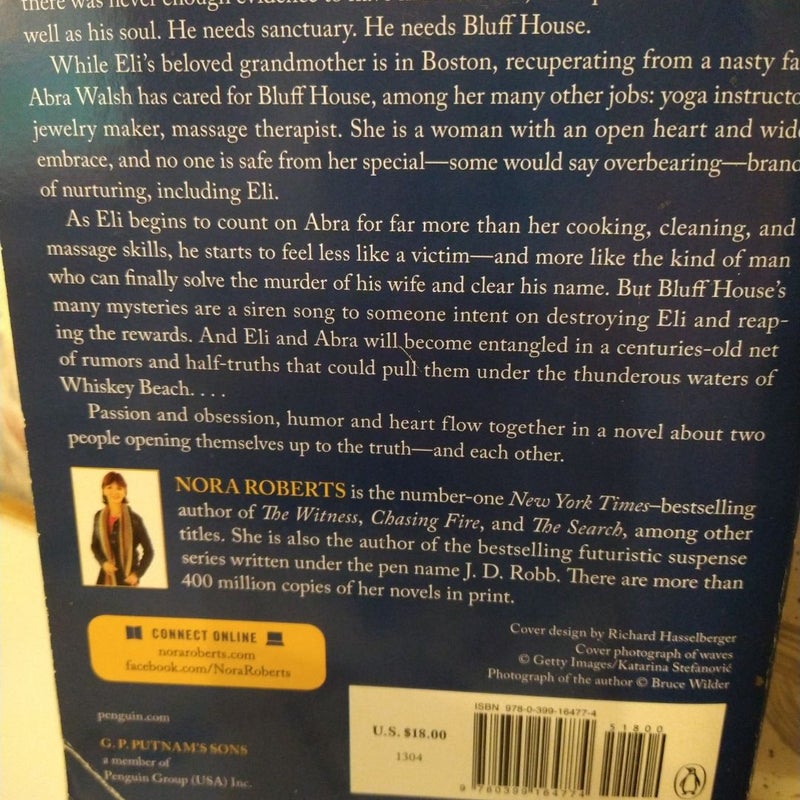 there was never enough evidence to have
well as his soul. He needs sanctuary. He needs Bluff House.
While Eli's beloved grandmother is in Boston, recuperating from a nasty fa
Abra Walsh has cared for Bluff House, among her many other jobs: yoga instructo
jewelry maker, massage therapist. She is a woman with an open heart and wid
embrace, and no one is safe from her special—some would say overbearing—brand
of nurturing, including Eli.
As Eli begins to count on Abra for far more than her cooking, cleaning, and
massage skills, he starts to feel less like a victim—and more like the kind of man
who can finally solve the murder of his wife and clear his name. But Bluff House's
many mysteries are a siren song to someone intent on destroying Eli and reap-
ing the rewards. And Eli and Abra will become entangled in a centuries-old net
of rumors and half-truths that could pull them under the thunderous waters of
Whiskey Beach. . . .
Passion and obsession, humor and heart flow together in a novel about two
people opening themselves up to the truth—and each other.
NORA ROBERTS is the number-one New York Times–bestselling
author of The Witness, Chasing Fire, and The Search, among other
titles. She is also the author of the bestselling futuristic suspense
series written under the pen name J. D. Robb. There are more than
400 million copies of her novels in print.
CONNECT ONLINE
noraroberts.com
facebook.com/NoraRoberts
Cover design by Richard Hasselberger
Cover photograph of waves
© Getty Images/Katarina Stefanović
Photograph of the author © Bruce Wilder
penguin.com
G. P. PUTNAM'S SONS
a member of
Penguin Group (USA) Inc.
U.S. $18.00
1304
ISBN 978-0-399-16477-4
51800
9 780399 164774